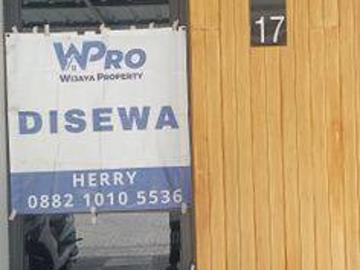 WPRO
WIJAYA PROPERTY
DISEWA
HERRY
0882 1010 5536
17